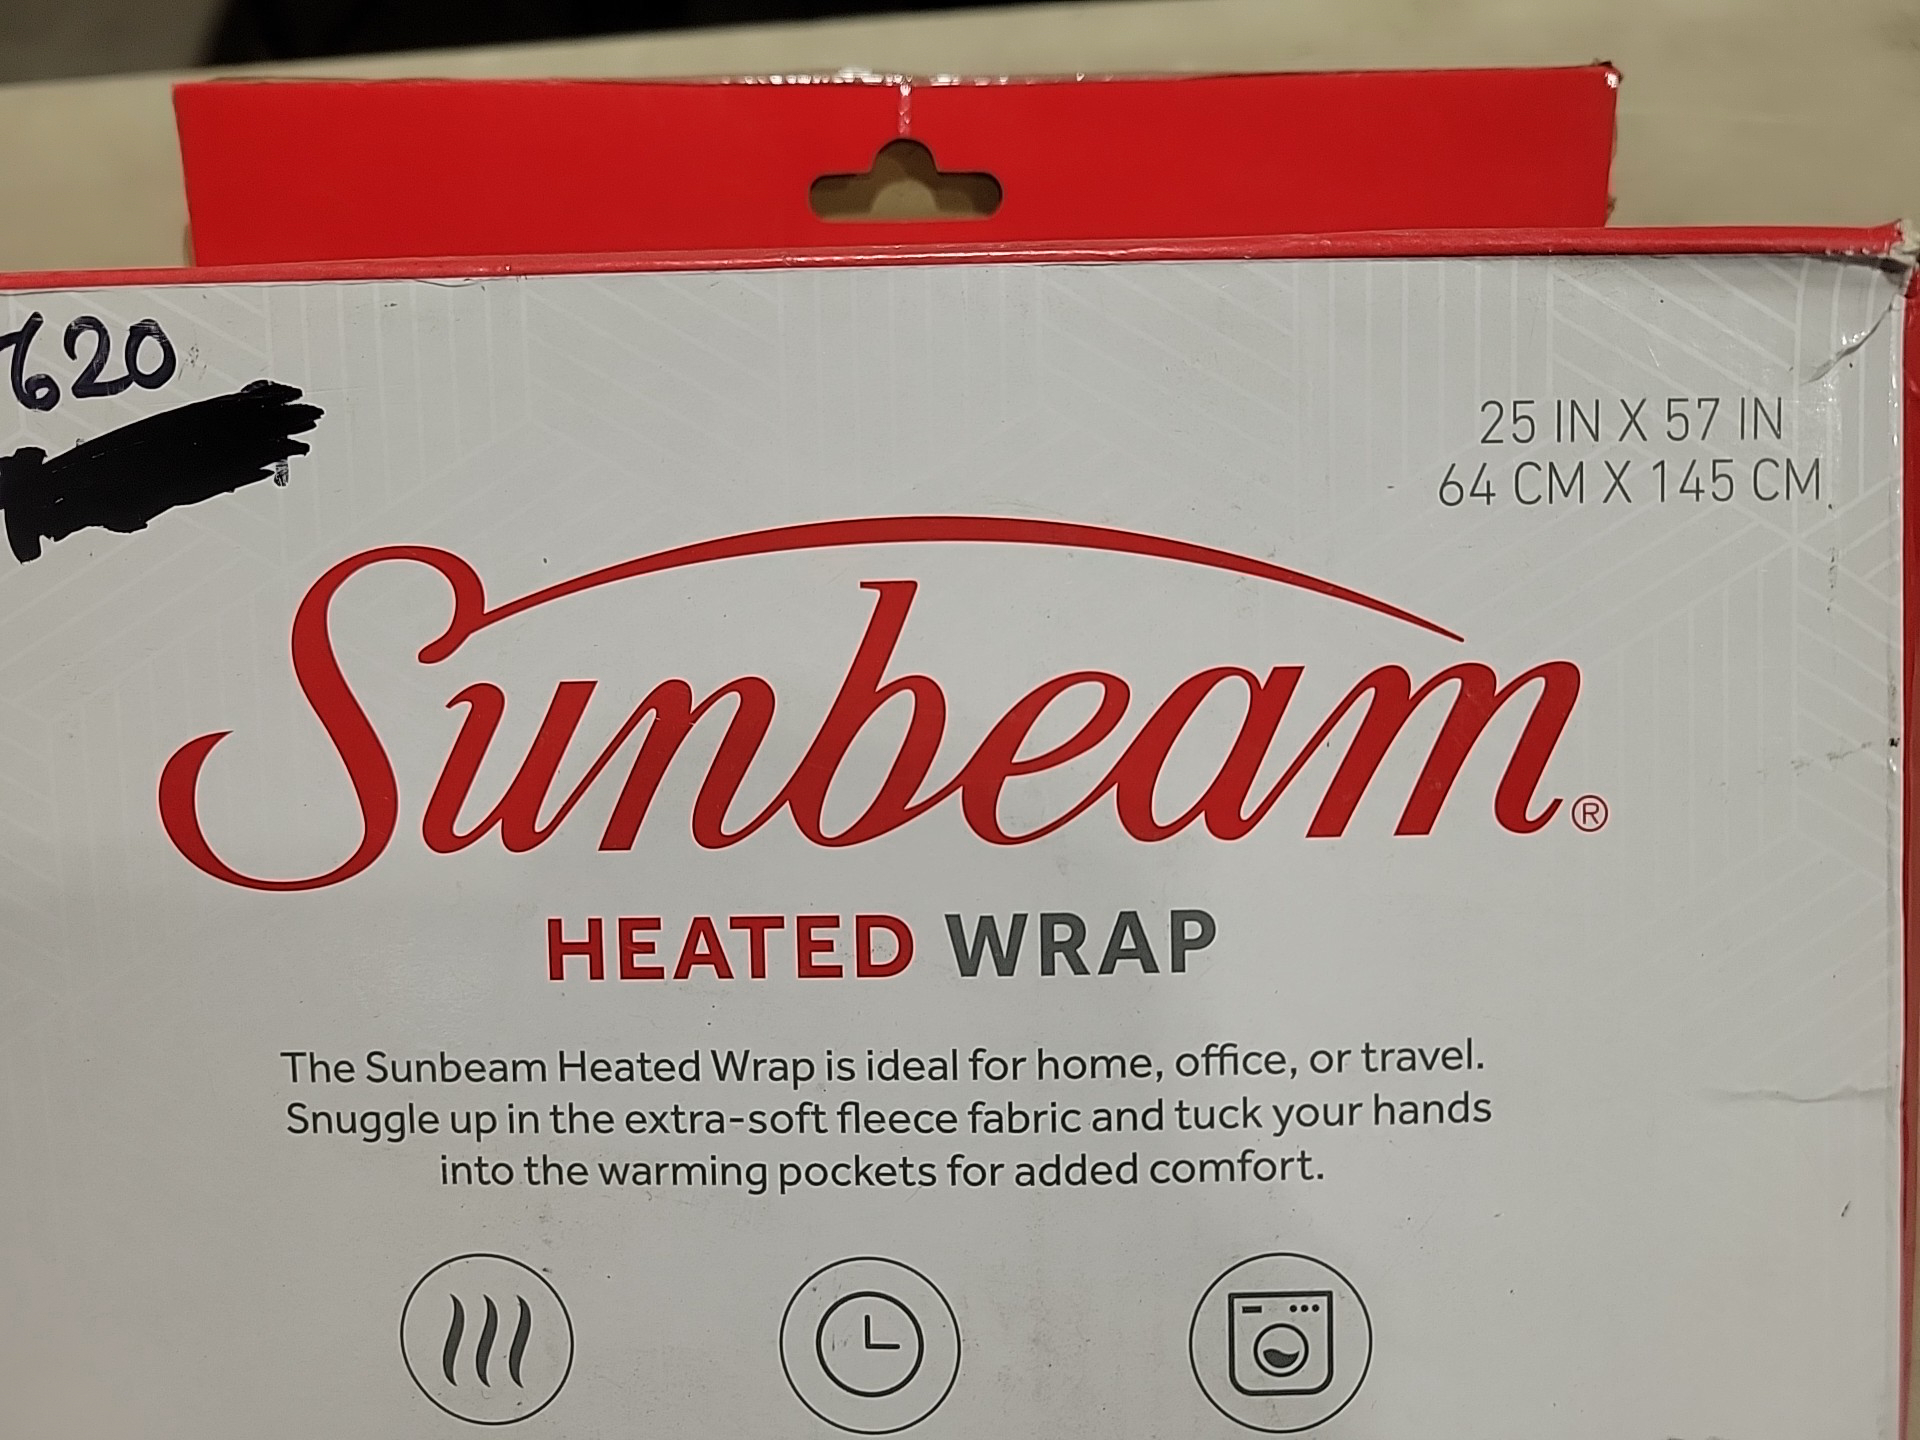 620
25 IN X 57 IN
64 CM X 145 CM
Sunbeam®
HEATED WRAP
The Sunbeam Heated Wrap is ideal for home, office, or travel.
Snuggle up in the extra-soft fleece fabric and tuck your hands
into the warming pockets for added comfort.